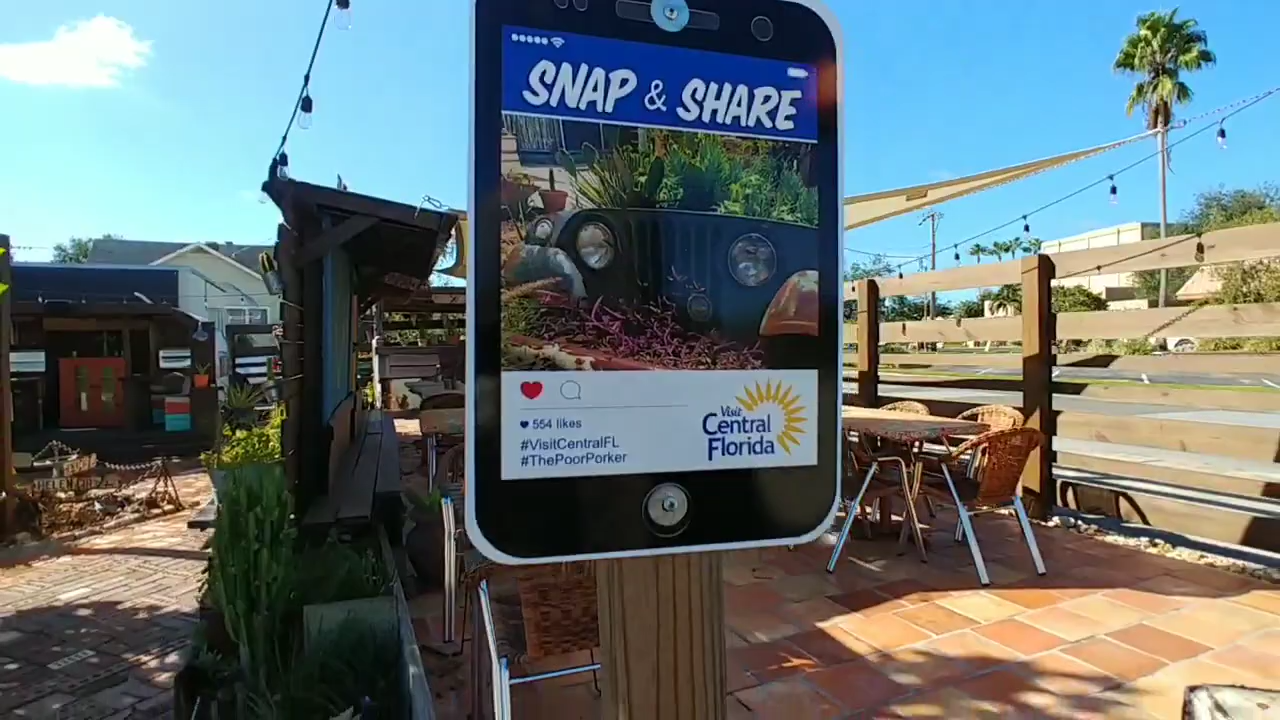 SNAP & SHARE
554 likes
#VisitCentralFL
#ThePoorPorker
Visit
Central
Florida